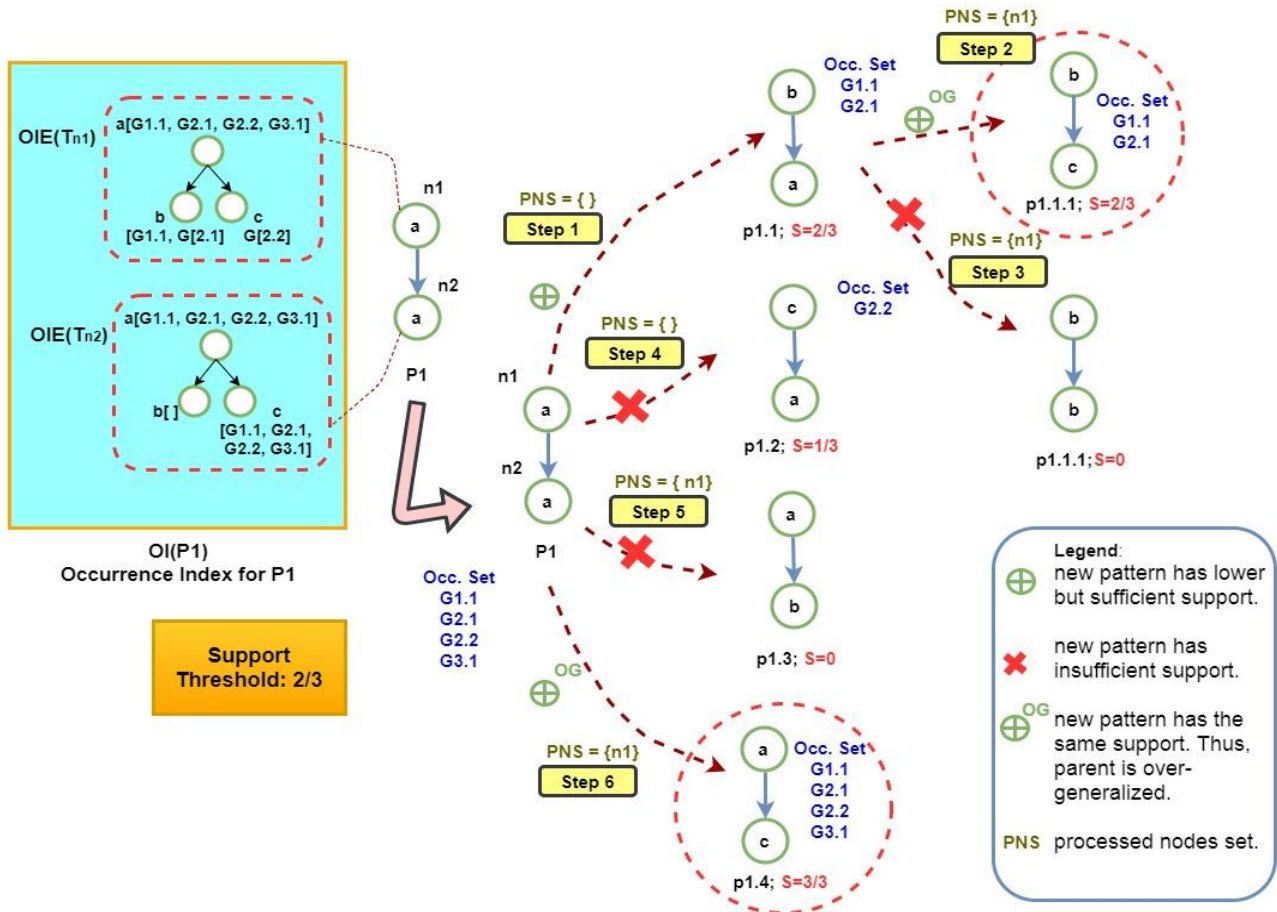 OIE(Tn1)
a[G1.1, G2.1, G2.2, G3.1]
b
[G1.1, G[2.1]
c
G[2.2]
OIE(Tn2)
a[G1.1, G2.1, G2.2, G3.1]
b[ ]
c
[G1.1, G2.1,
G2.2, G3.1]
OI(P1)
Occurrence Index for P1
Support
Threshold: 2/3
n1
a
n2
a
P1
Occ. Set
G1.1
G2.1
G2.2
G3.1
n1
a
n2
a
P1
PNS = { }
Step 1
b
a
Occ. Set
G1.1
G2.1
p1.1; S=2/3
OG
PNS = {n1}
Step 2
b
c
Occ. Set
G1.1
G2.1
p1.1.1; S=2/3
PNS = {n1}
Step 3
b
b
p1.1.1;S=0
PNS = { }
Step 4
c
a
Occ. Set
G2.2
p1.2; S=1/3
PNS = { n1}
Step 5
a
b
p1.3; S=0
OG
PNS = {n1}
Step 6
a
c
Occ. Set
G1.1
G2.1
G2.2
G3.1
p1.4; S=3/3
Legend:
new pattern has lower
but sufficient support.
new pattern has
insufficient support.
OG
new pattern has the
same support. Thus,
parent is over-
generalized.
PNS processed nodes set.